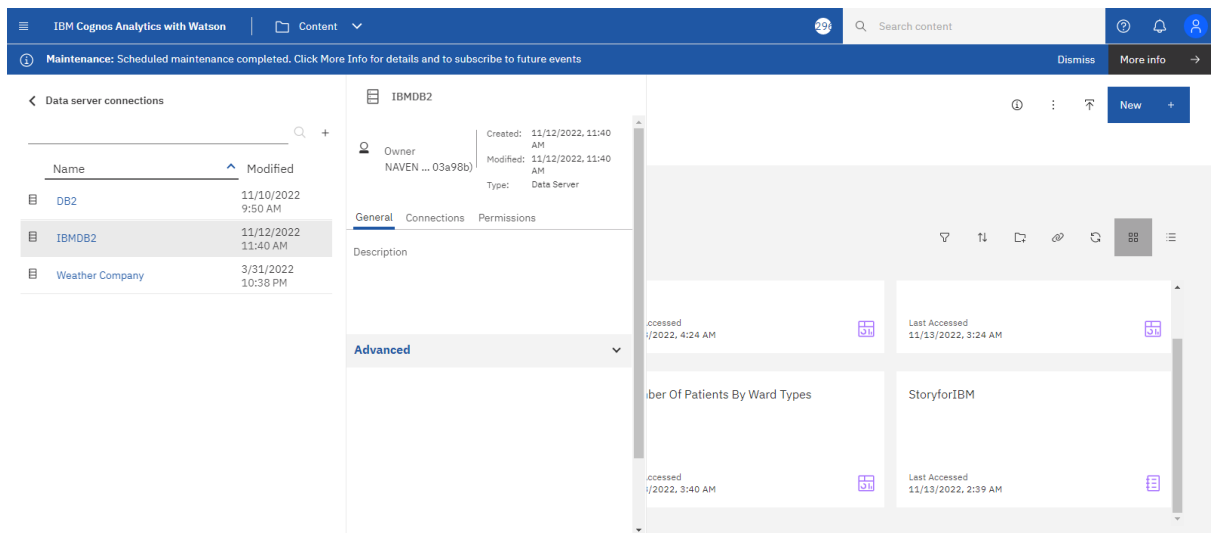 IBM Cognos Analytics with Watson
Content
Search content
Maintenance: Scheduled maintenance completed. Click More Info for details and to subscribe to future events
Dismiss
More info
Data server connections
Name
Modified
DB2
11/10/2022
9:50 AM
IBMDB2
11/12/2022
11:40 AM
Weather Company
3/31/2022
10:38 PM
IBMDB2
Owner
NAVEN ... 03a98b)
Created: 11/12/2022, 11:40
AM
Modified: 11/12/2022, 11:40
AM
Type: Data Server
General Connections Permissions
Description
Advanced
New +
/2022, 4:24 AM
Last Accessed
11/13/2022, 3:24 AM
Of Patients By Ward Types
StoryforIBM
/2022, 3:40 AM
Last Accessed
11/13/2022, 2:39 AM